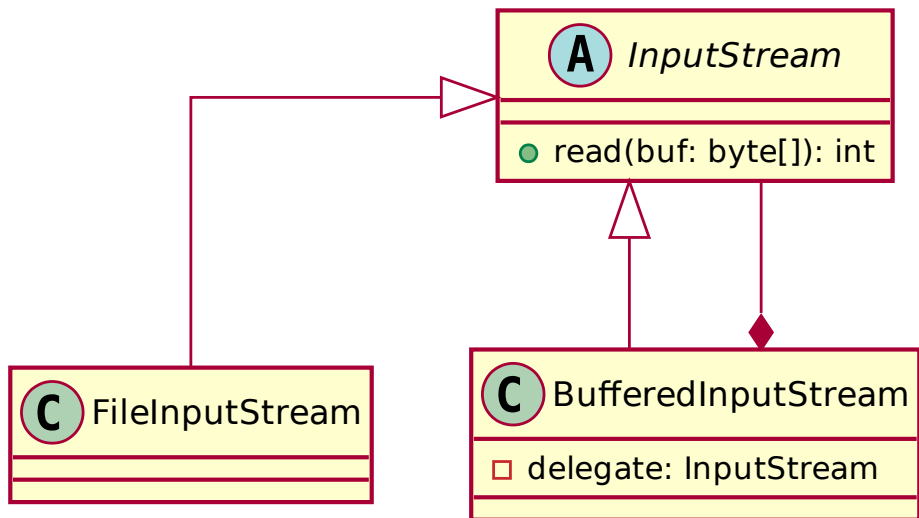 A InputStream
read(buf: byte[]): int
C FileInputStream
C BufferedInputStream
delegate: InputStream